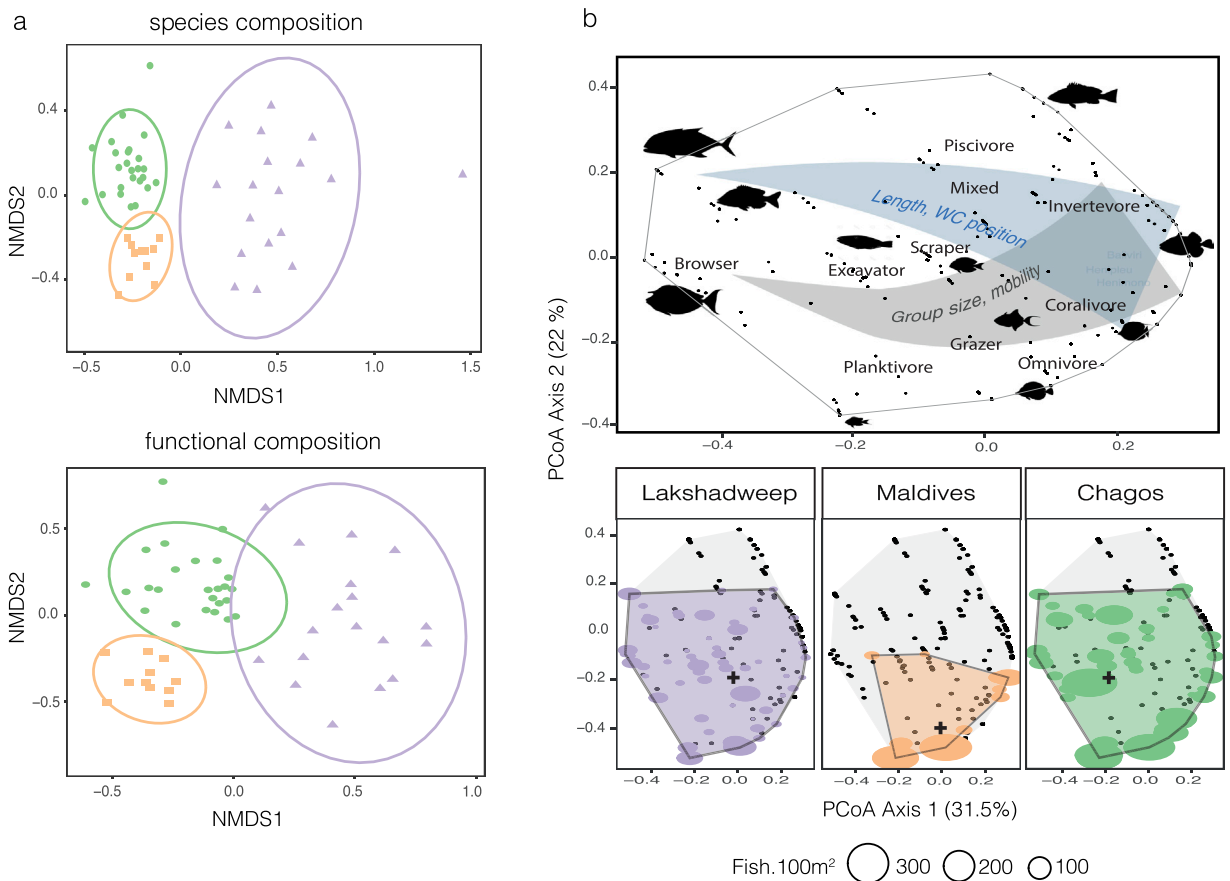 a
species composition
0.4
0.0
−0.4
NMDS2
−0.5
0.0
0.5
1.0
1.5
NMDS1
functional composition
0.5
0.0
−0.5
NMDS2
−0.5
0.0
0.5
1.0
NMDS1
b
0.4
0.2
0.0
−0.2
−0.4
PCoA Axis 2 (22 %)
Piscivore
Mixed
Length, WC position
Invertevore
Scraper
Browser
Excavator
Group size, mobility
Coralivore
Grazer
Planktivore
Omnivore
−0.4
−0.2
0.0
0.2
Lakshadweep
Maldives
Chagos
0.4
0.2
0.0
−0.2
−0.4
−0.4
−0.2
0.0
0.2
−0.4
−0.2
0.0
0.2
−0.4
−0.2
0.0
0.2
PCoA Axis 1 (31.5%)
Fish.100m² 300 200 100